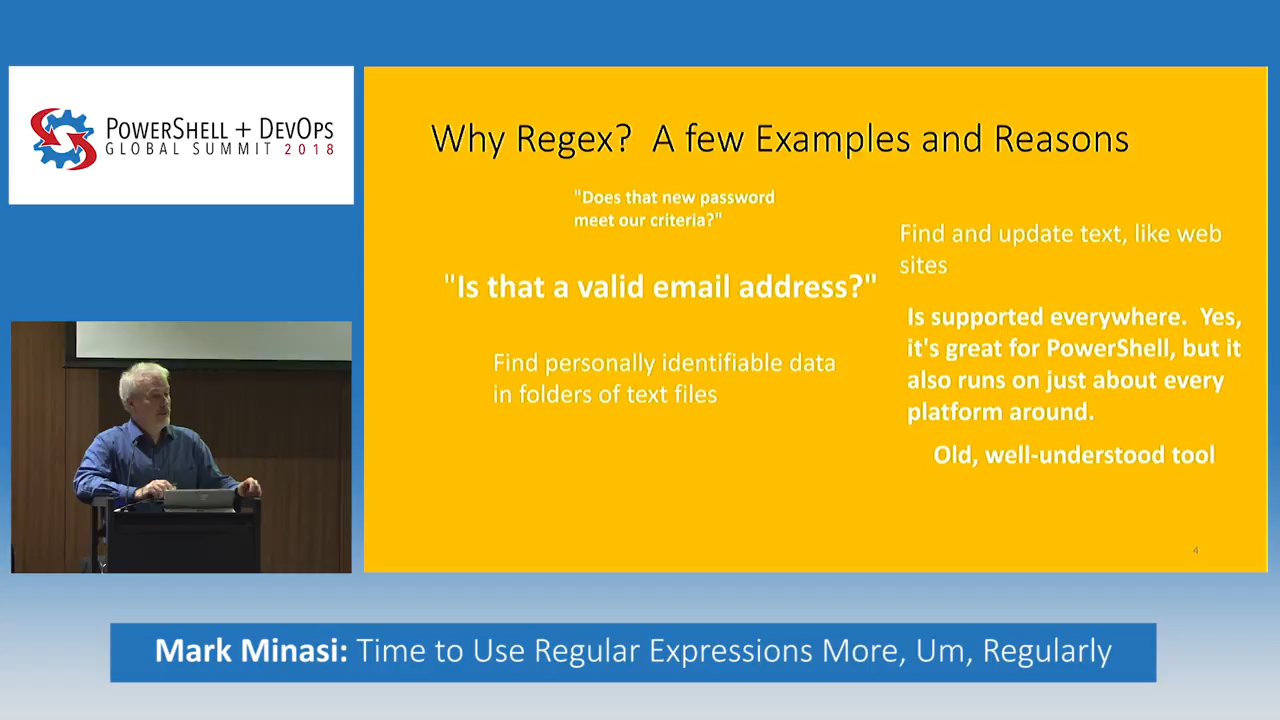 POWERSHELL + DEVOPS
GLOBAL SUMMIT 2018
Why Regex?  A few Examples and Reasons
"Does that new password
meet our criteria?"
"Is that a valid email address?"
Find personally identifiable data
in folders of text files
Find and update text, like web
sites
Is supported everywhere.  Yes,
it's great for PowerShell, but it
also runs on just about every
platform around.
Old, well-understood tool
4
Mark Minasi: Time to Use Regular Expressions More, Um, Regularly